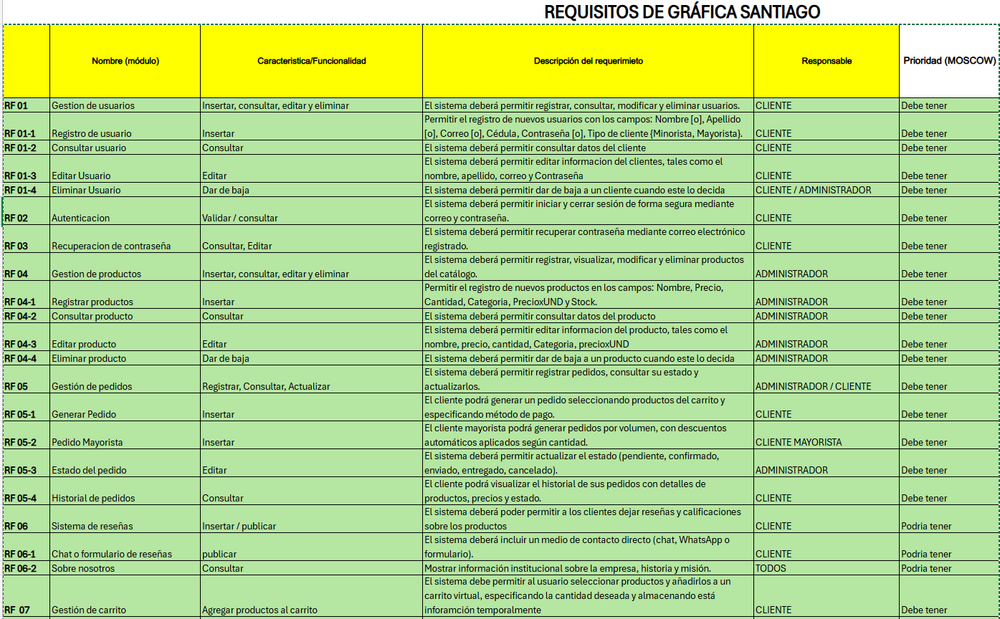 REQUISITOS DE GRÁFICA SANTIAGO
Nombre (módulo) Caracteristica/Funcionalidad Descripción del requerimieto Responsable Prioridad (MOSCOW)
RF 01 Gestion de usuarios Insertar, consultar, editar y eliminar El sistema deberá permitir registrar, consultar, modificar y eliminar usuarios. CLIENTE Debe tener
Permitir el registro de nuevos usuarios con los campos: Nombre [o], Apellido
RF 01-1 Registro de usuario Insertar [o], Correo [o], Cédula, Contraseña [o], Tipo de cliente {Minorista, Mayorista}. CLIENTE Debe tener
RF 01-2 Consultar usuario Consultar El sistema deberá permitir consultar datos del cliente CLIENTE Debe tener
El sistema deberá permitir editar informacion del clientes, tales como el
RF 01-3 Editar Usuario Editar nombre, apellido, correo y Contraseña CLIENTE Debe tener
RF 01-4 Eliminar Usuario Dar de baja El sistema deberá permitir dar de baja a un cliente cuando este lo decida CLIENTE / ADMINISTRADOR Debe tener
El sistema deberá permitir iniciar y cerrar sesión de forma segura mediante
RF 02 Autenticacion Validar / consultar correo y contraseña. CLIENTE Debe tener
El sistema deberá permitir recuperar contraseña mediante correo electrónico
RF 03 Recuperacion de contraseña Consultar, Editar registrado. CLIENTE Debe tener
El sistema deberá permitir registrar, visualizar, modificar y eliminar productos
RF 04 Gestion de productos Insertar, consultar, editar y eliminar del catálogo. ADMINISTRADOR Debe tener
Permitir el registro de nuevos productos en los campos: Nombre, Precio,
RF 04-1 Registrar productos Insertar Cantidad, Categoria, PrecioxUND y Stock. ADMINISTRADOR Debe tener
RF 04-2 Consultar producto Consultar El sistema deberá permitir consultar datos del producto ADMINISTRADOR Debe tener
El sistema deberá permitir editar informacion del producto, tales como el
RF 04-3 Editar producto Editar nombre, precio, cantidad, Categoria, precioxUND ADMINISTRADOR Debe tener
RF 04-4 Eliminar producto Dar de baja El sistema deberá permitir dar de baja a un producto cuando este lo decida ADMINISTRADOR Debe tener
El sistema deberá permitir registrar pedidos, consultar su estado y
RF 05 Gestión de pedidos Registrar, Consultar, Actualizar actualizarlos. ADMINISTRADOR / CLIENTE Debe tener
El cliente podrá generar un pedido seleccionando productos del carrito y
RF 05-1 Generar Pedido Insertar especificando método de pago. CLIENTE Debe tener
El cliente mayorista podrá generar pedidos por volumen, con descuentos
RF 05-2 Pedido Mayorista Insertar automáticos aplicados según cantidad. CLIENTE MAYORISTA Debe tener
El sistema deberá permitir actualizar el estado (pendiente, confirmado,
RF 05-3 Estado del pedido Editar enviado, entregado, cancelado). ADMINISTRADOR Debe tener
El cliente podrá visualizar el historial de sus pedidos con detalles de
RF 05-4 Historial de pedidos Consultar productos, precios y estado. CLIENTE Debe tener
El sistema deberá poder permitir a los clientes dejar reseñas y calificaciones
RF 06 Sistema de reseñas Insertar / publicar sobre los productos CLIENTE Podria tener
El sistema deberá incluir un medio de contacto directo (chat, WhatsApp o
RF 06-1 Chat o formulario de reseñas publicar formulario). CLIENTE Podria tener
RF 06-2 Sobre nosotros Consultar Mostrar información institucional sobre la empresa, historia y misión. TODOS Podria tener
El sistema debe permitir al usuario seleccionar productos y añadirlos a un
carrito virtual, especificando la cantidad deseada y almacenando está
RF 07 Gestión de carrito Agregar productos al carrito inforamción temporalmente CLIENTE Debe tener